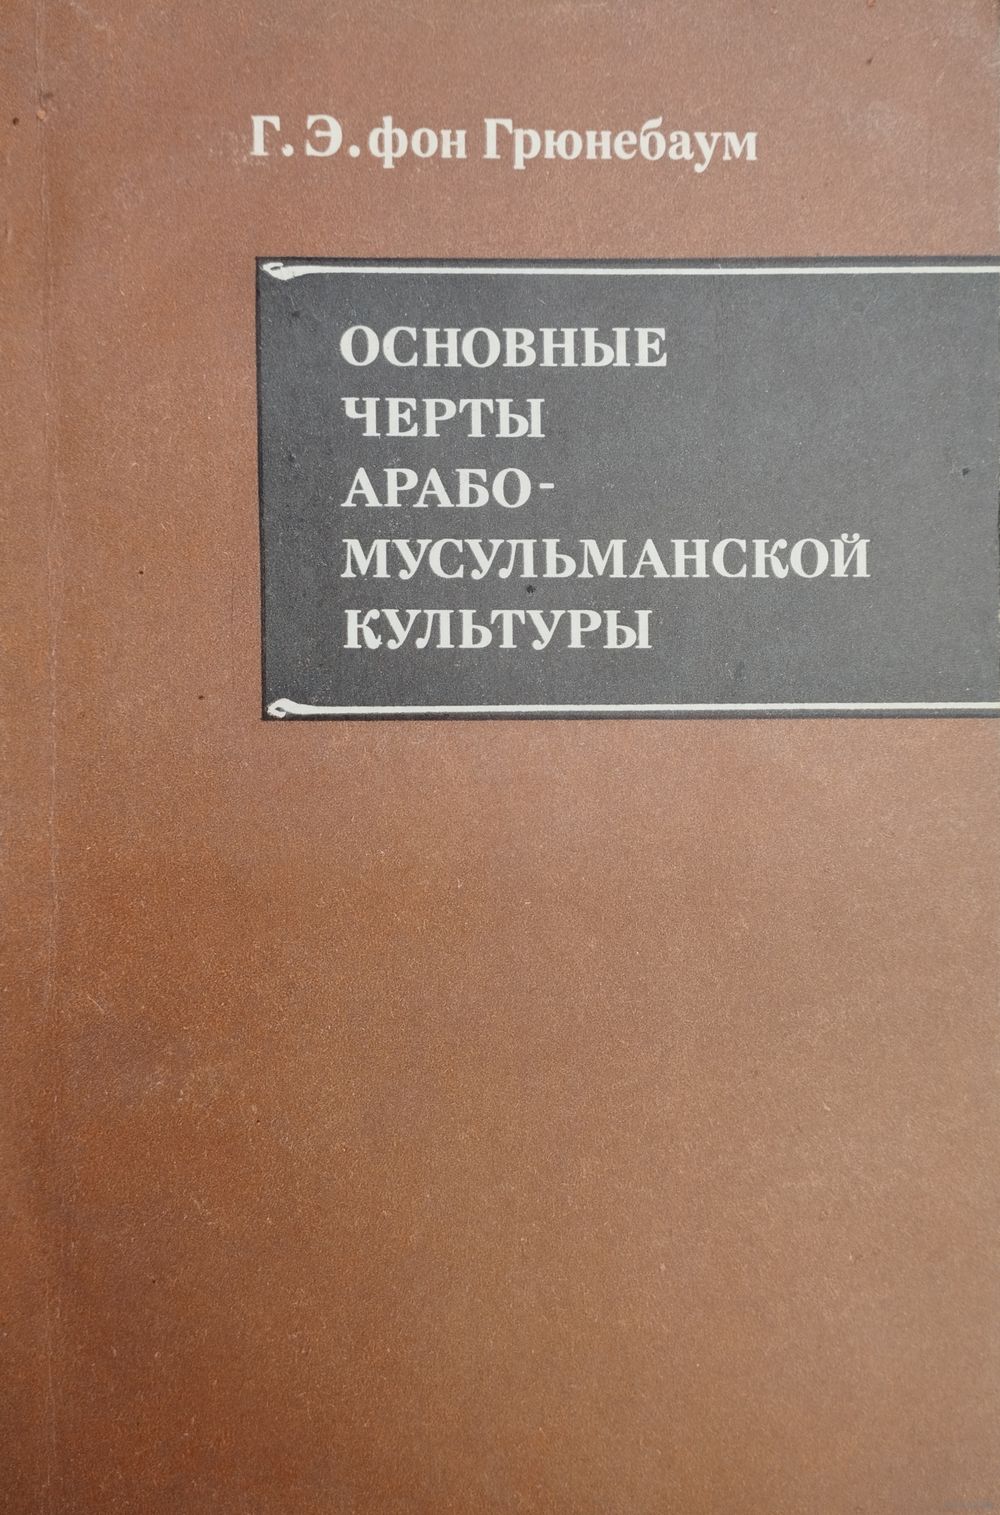 Г. Э. фон Грюнебаум
ОСНОВНЫЕ
ЧЕРТЫ
АРАБО-
МУСУЛЬМАНСКОЙ
КУЛЬТУРЫ